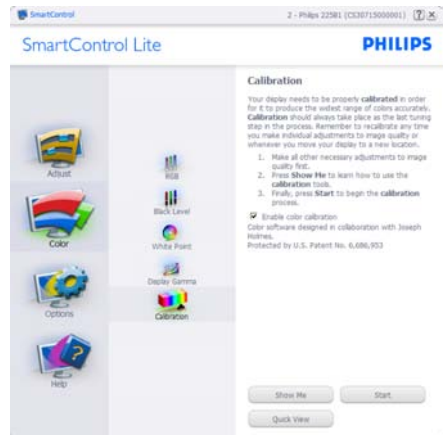 SmartControl
2 - Philips 225B1 (CS30715000001)
SmartControl Lite
PHILIPS
Adjust
Color
Options
Help
RGB
Black Level
White Point
Display Gamma
Calibration
Calibration
Your display needs to be properly calibrated in order
for it to produce the widest range of colors accurately.
Calibration should always take place as the last tuning
step in the process. Remember to recalibrate any time
you make individual adjustments to image quality or
whenever you move your display to a new location.
1. Make all other necessary adjustments to image
quality first.
2. Press Show Me to learn how to use the
calibration tools.
3. Finally, press Start to begin the calibration
process.
Enable color calibration
Color software designed in collaboration with Joseph
Holmes.
Protected by U.S. Patent No. 6,686,953
Show Me
Start
Quick View